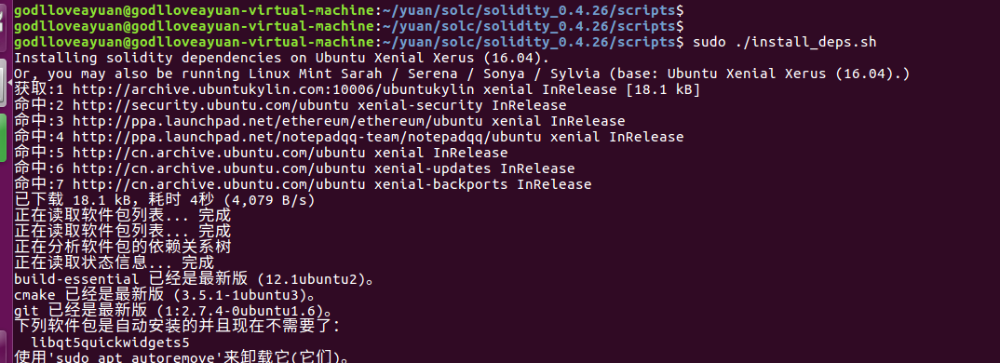 godlloveayuan@godlloveayuan-virtual-machine:~/yuan/solc/solidity_0.4.26/scripts$
godlloveayuan@godlloveayuan-virtual-machine:~/yuan/solc/solidity_0.4.26/scripts$
godlloveayuan@godlloveayuan-virtual-machine:~/yuan/solc/solidity_0.4.26/scripts$ sudo ./install_deps.sh
Installing solidity dependencies on Ubuntu Xenial Xerus (16.04).
Or, you may also be running Linux Mint Sarah / Serena / Sonya / Sylvia (base: Ubuntu Xenial Xerus (16.04).)
获取:1 http://archive.ubuntukylin.com:10006/ubuntukylin xenial InRelease [18.1 kB]
命中:2 http://security.ubuntu.com/ubuntu xenial-security InRelease
命中:3 http://ppa.launchpad.net/ethereum/ethereum/ubuntu xenial InRelease
命中:4 http://ppa.launchpad.net/notepadqq-team/notepadqq/ubuntu xenial InRelease
命中:5 http://cn.archive.ubuntu.com/ubuntu xenial InRelease
命中:6 http://cn.archive.ubuntu.com/ubuntu xenial-updates InRelease
命中:7 http://cn.archive.ubuntu.com/ubuntu xenial-backports InRelease
已下载 18.1 kB，耗时 4秒 (4,079 B/s)
正在读取软件包列表... 完成
正在读取软件包列表... 完成
正在分析软件包的依赖关系树
正在读取状态信息... 完成
build-essential 已经是最新版 (12.1ubuntu2)。
cmake 已经是最新版 (3.5.1-1ubuntu3)。
git 已经是最新版 (1:2.7.4-0ubuntu1.6)。
下列软件包是自动安装的并且现在不需要了：
libqt5quickwidgets5
使用'sudo apt autoremove'来卸载它(它们)。